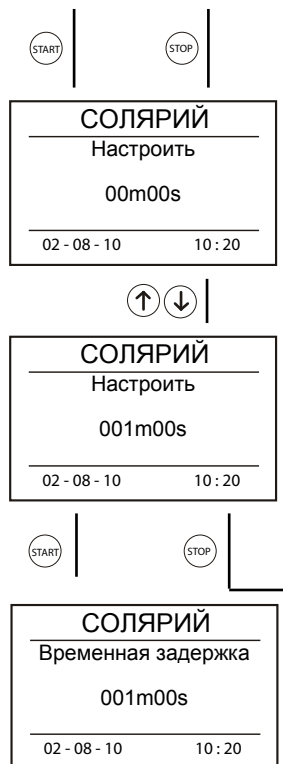 START STOP
СОЛЯРИЙ
Настроить
00m00s
02 - 08 - 10 10 : 20
СОЛЯРИЙ
Настроить
001m00s
02 - 08 - 10 10 : 20
START STOP
СОЛЯРИЙ
Временная задержка
001m00s
02 - 08 - 10 10 : 20